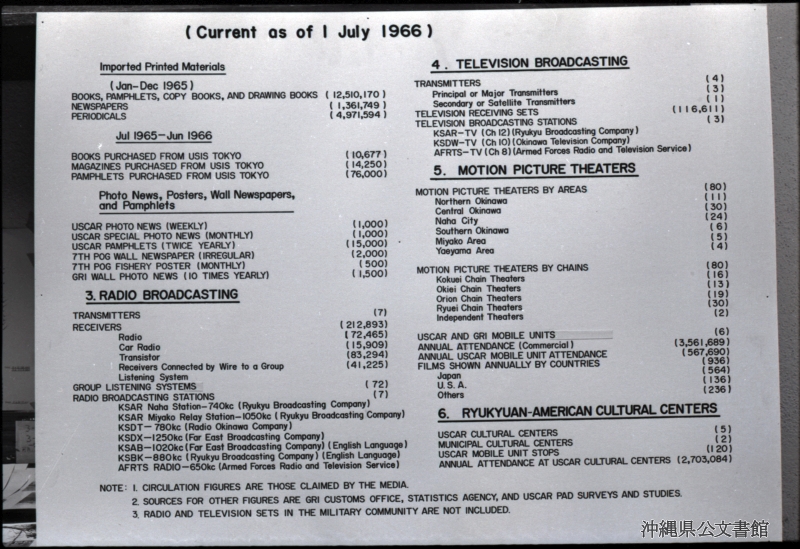 (Current as of 1 July 1966)
Imported Printed Materials
(Jan-Dec 1965)
BOOKS, PAMPHLETS, COPY BOOKS, AND DRAWING BOOKS (12,510,170)
NEWSPAPERS (1,361,749)
PERIODICALS (4,971,594)
Jul 1965-Jun 1966
BOOKS PURCHASED FROM USIS TOKYO (10,677)
MAGAZINES PURCHASED FROM USIS TOKYO (14,250)
PAMPHLETS PURCHASED FROM USIS TOKYO (76,000)
Photo News, Posters, Wall Newspapers,
and Pamphlets
USCAR PHOTO NEWS (WEEKLY) (1,000)
USCAR SPECIAL PHOTO NEWS (MONTHLY) (1,000)
USCAR PAMPHLETS (TWICE YEARLY) (15,000)
7TH POG WALL NEWSPAPER (IRREGULAR) (2,000)
7TH POG FISHERY POSTER (MONTHLY) (500)
GRI WALL PHOTO NEWS (10 TIMES YEARLY) (1,500)
3. RADIO BROADCASTING
TRANSMITTERS (7)
RECEIVERS (212,893)
Radio (72,465)
Car Radio (15,909)
Transistor (83,294)
Receivers Connected by Wire to a Group (41,225)
Listening System
GROUP LISTENING SYSTEMS (72)
RADIO BROADCASTING STATIONS (7)
KSAR Naha Station-740kc (Ryukyu Broadcasting Company)
KSAR Miyako Relay Station-1050kc (Ryukyu Broadcasting Company)
KSDT-780kc (Radio Okinawa Company)
KSDX-1250kc (Far East Broadcasting Company)
KSAB-1020kc (Far East Broadcasting Company) (English Language)
KSBK-880kc (Ryukyu Broadcasting Company) (English Language)
AFRTS RADIO-650kc (Armed Forces Radio and Television Service)
4. TELEVISION BROADCASTING
TRANSMITTERS (4)
Principal or Major Transmitters (3)
Secondary or Satellite Transmitters (1)
TELEVISION RECEIVING SETS (116,611)
TELEVISION BROADCASTING STATIONS (3)
KSAR-TV (Ch 12) (Ryukyu Broadcasting Company)
KSDW-TV (Ch 10) (Okinawa Television Company)
AFRTS-TV (Ch 8) (Armed Forces Radio and Television Service)
5. MOTION PICTURE THEATERS
MOTION PICTURE THEATERS BY AREAS (80)
Northern Okinawa (11)
Central Okinawa (30)
Naha City (24)
Southern Okinawa (6)
Miyako Area (5)
Yaeyama Area (4)
MOTION PICTURE THEATERS BY CHAINS (80)
Kokuei Chain Theaters (16)
Okiei Chain Theaters (13)
Orion Chain Theaters (19)
Ryuei Chain Theaters (30)
Independent Theaters (2)
USCAR AND GRI MOBILE UNITS (6)
ANNUAL ATTENDANCE (Commercial) (3,561,689)
ANNUAL USCAR MOBILE UNIT ATTENDANCE (567,690)
FILMS SHOWN ANNUALLY BY COUNTRIES (936)
Japan (564)
U.S.A. (136)
Others (236)
6. RYUKYUAN-AMERICAN CULTURAL CENTERS
USCAR CULTURAL CENTERS (5)
MUNICIPAL CULTURAL CENTERS (2)
USCAR MOBILE UNIT STOPS (120)
ANNUAL ATTENDANCE AT USCAR CULTURAL CENTERS (2,703,084)
NOTE: 1. CIRCULATION FIGURES ARE THOSE CLAIMED BY THE MEDIA.
2. SOURCES FOR OTHER FIGURES ARE GRI CUSTOMS OFFICE, STATISTICS AGENCY, AND USCAR PAD SURVEYS AND STUDIES.
3. RADIO AND TELEVISION SETS IN THE MILITARY COMMUNITY ARE NOT INCLUDED.
沖縄県公文書館